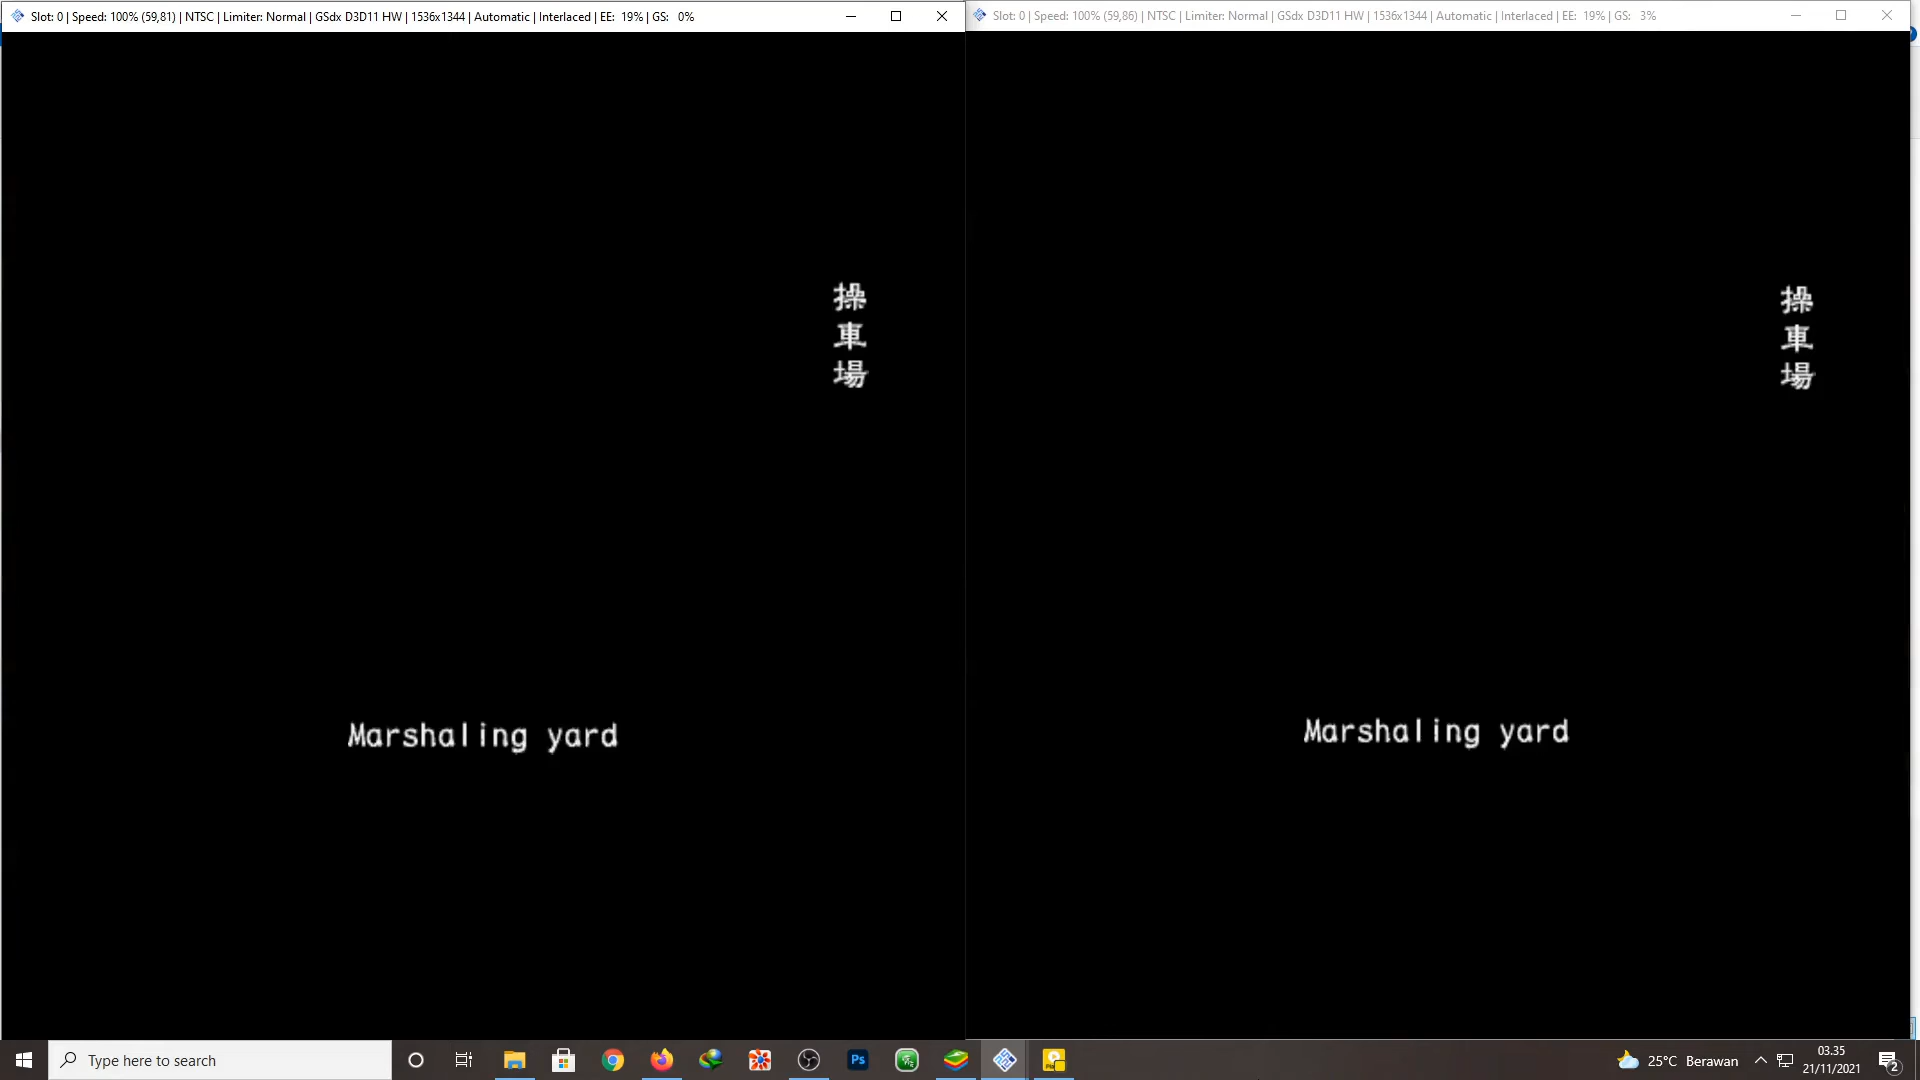 Slot: 0 | Speed: 100% (59,81) | NTSC | Limiter: Normal | GSdx D3D11 HW | 1536x1344 | Automatic | Interlaced | EE: 19% | GS: 0%
操
車
場
Marshaling yard
Slot: 0 | Speed: 100% (59,86) | NTSC | Limiter: Normal | GSdx D3D11 HW | 1536x1344 | Automatic | Interlaced | EE: 19% | GS: 3%
操
車
場
Marshaling yard
Type here to search
Ps
25°C Berawan
03.35
21/11/2021
2